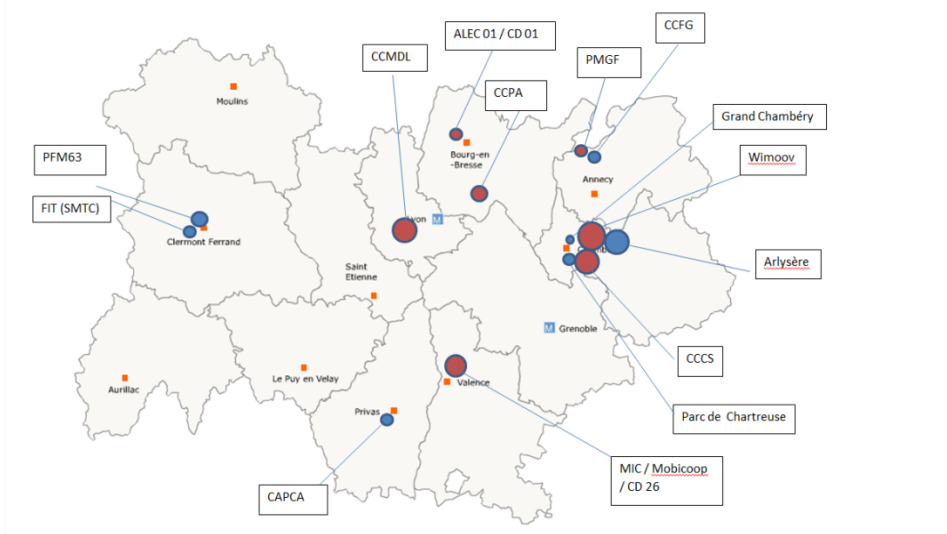 CCFG
ALEC 01 / CD 01
CCMDL
PMGF
CCPA
Grand Chambéry
Moulins
PFM63
Bourg-en
-Bresse
Wimoov
Annecy
FIT (SMTC)
yon
M
Clermont Ferrand
Arlysère
Saint
Etienne
M
Grenoble
CCCS
Le Puy en Velay
Valence
Aurillac
Privas
Parc de Chartreuse
MIC / Mobicoop
/ CD 26
CAPCA